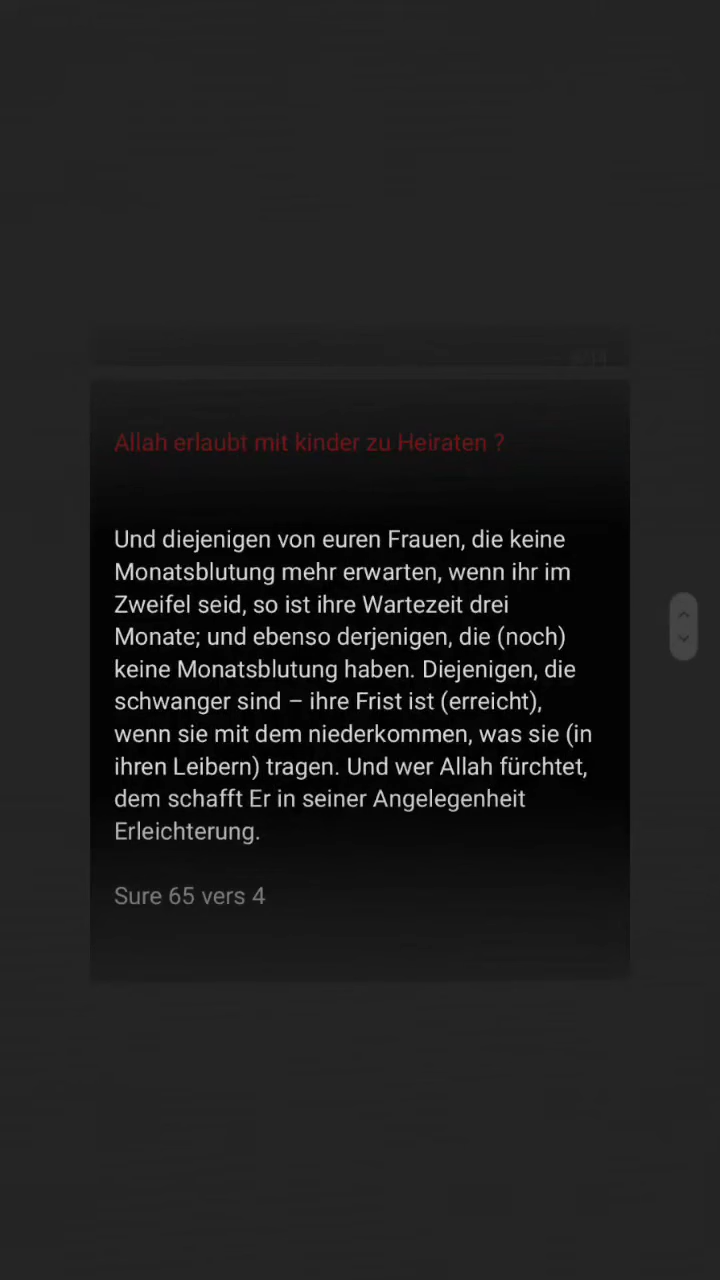 Allah erlaubt mit kinder zu Heiraten ?
Und diejenigen von euren Frauen, die keine
Monatsblutung mehr erwarten, wenn ihr im
Zweifel seid, so ist ihre Wartezeit drei
Monate; und ebenso derjenigen, die (noch)
keine Monatsblutung haben. Diejenigen, die
schwanger sind – ihre Frist ist (erreicht),
wenn sie mit dem niederkommen, was sie (in
ihren Leibern) tragen. Und wer Allah fürchtet,
dem schafft Er in seiner Angelegenheit
Erleichterung.
Sure 65 vers 4